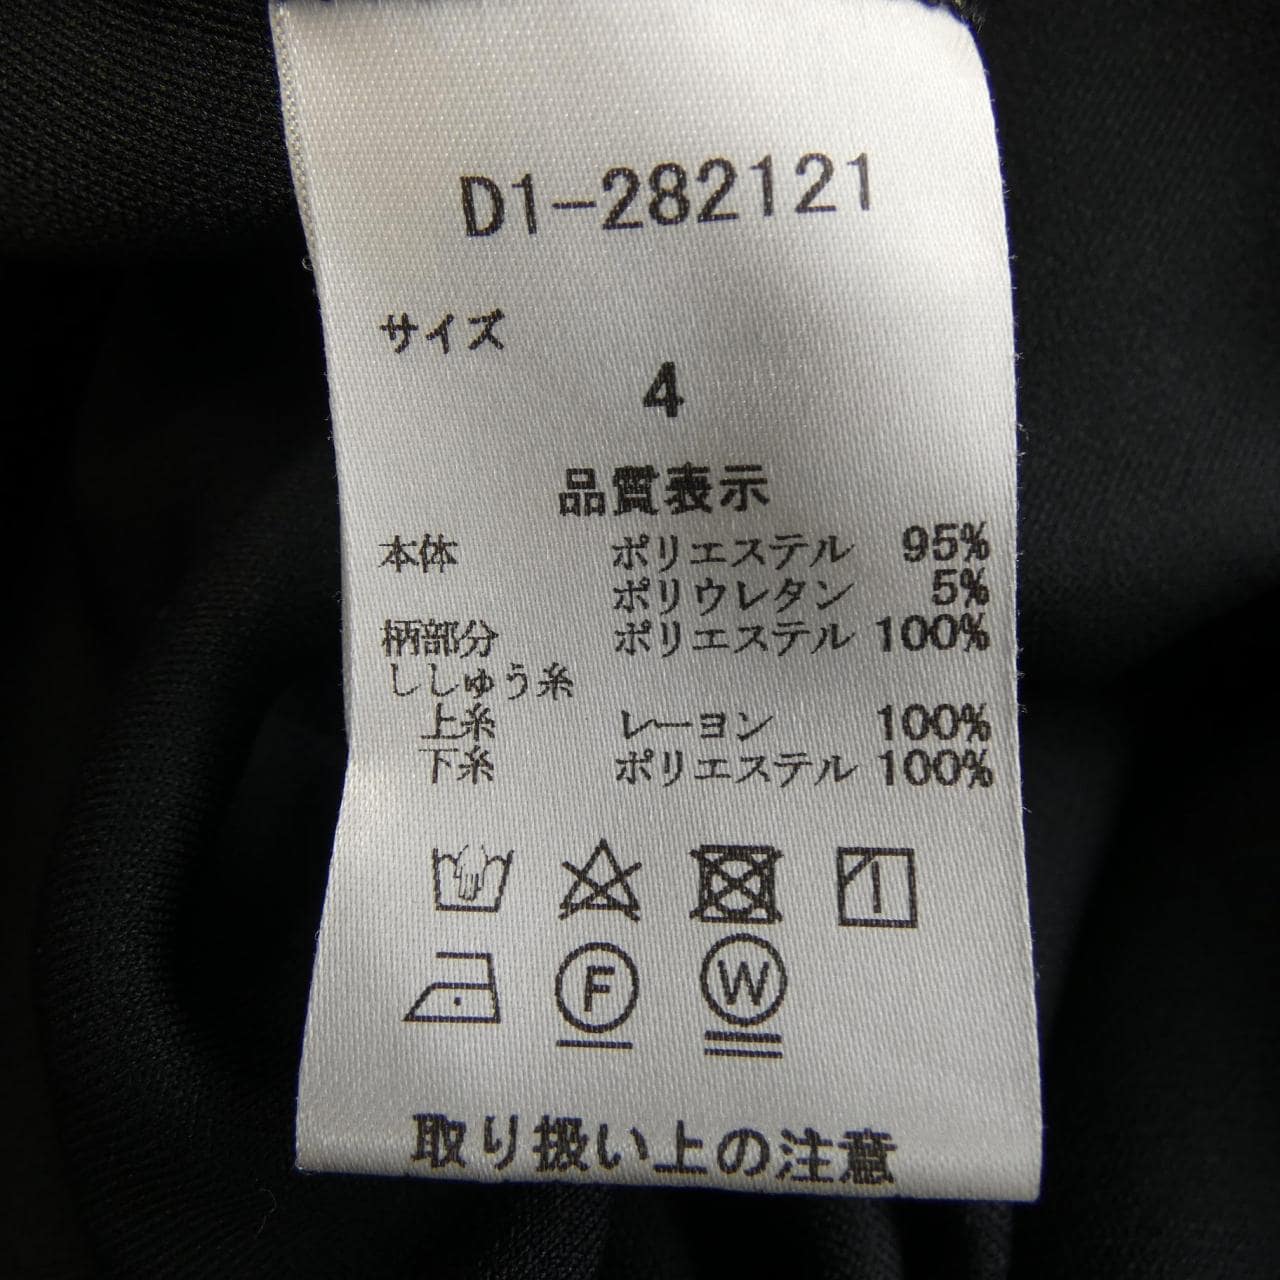 D1-282121
サイズ
4
品質表示
本体 ポリエステル 95%
ポリウレタン 5%
柄部分 ポリエステル 100%
ししゅう糸
上糸 レーヨン 100%
下糸 ポリエステル 100%
F W
取り扱い上の注意